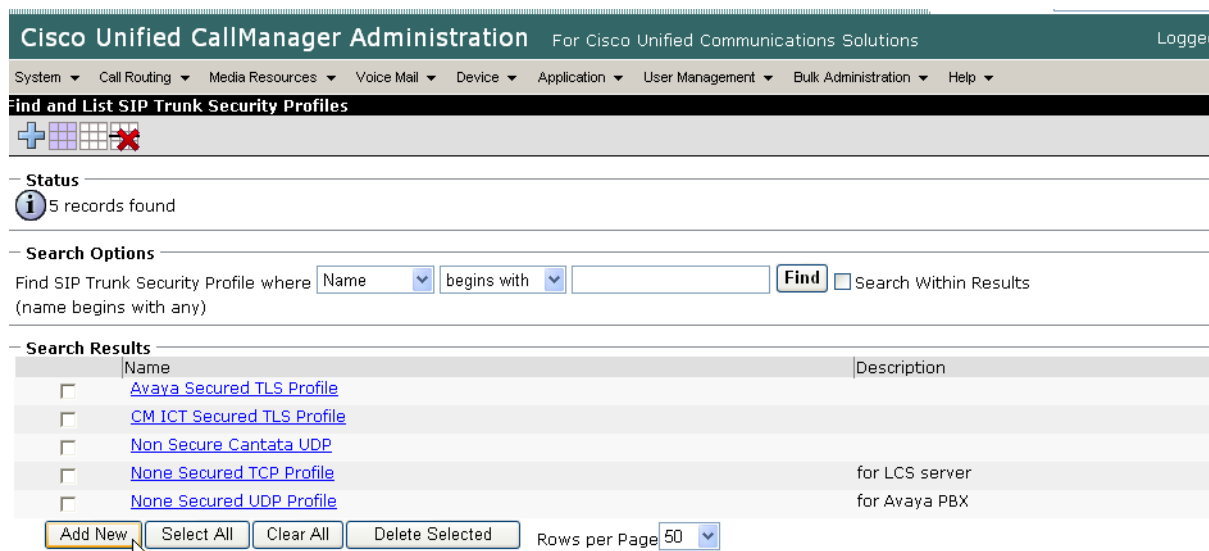 Cisco Unified CallManager Administration For Cisco Unified Communications Solutions Logge
System Call Routing Media Resources Voice Mail Device Application User Management Bulk Administration Help
Find and List SIP Trunk Security Profiles
Status
i 5 records found
Search Options
Find SIP Trunk Security Profile where Name begins with Find Search Within Results
(name begins with any)
Search Results
Name Description
Avaya Secured TLS Profile
CM ICT Secured TLS Profile
Non Secure Cantata UDP
None Secured TCP Profile for LCS server
None Secured UDP Profile for Avaya PBX
Add New Select All Clear All Delete Selected Rows per Page 50